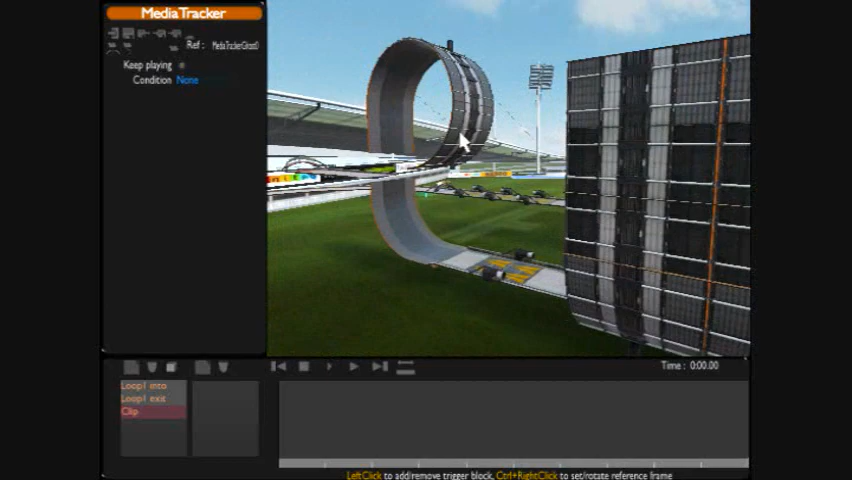 MediaTracker
Ref :
Keep playing
Condition None
Loop1 into
Loop1 exit
Clip
Time : 0:00.00
LeftClick to add/remove trigger block, Ctrl+RightClick to set/rotate reference frame